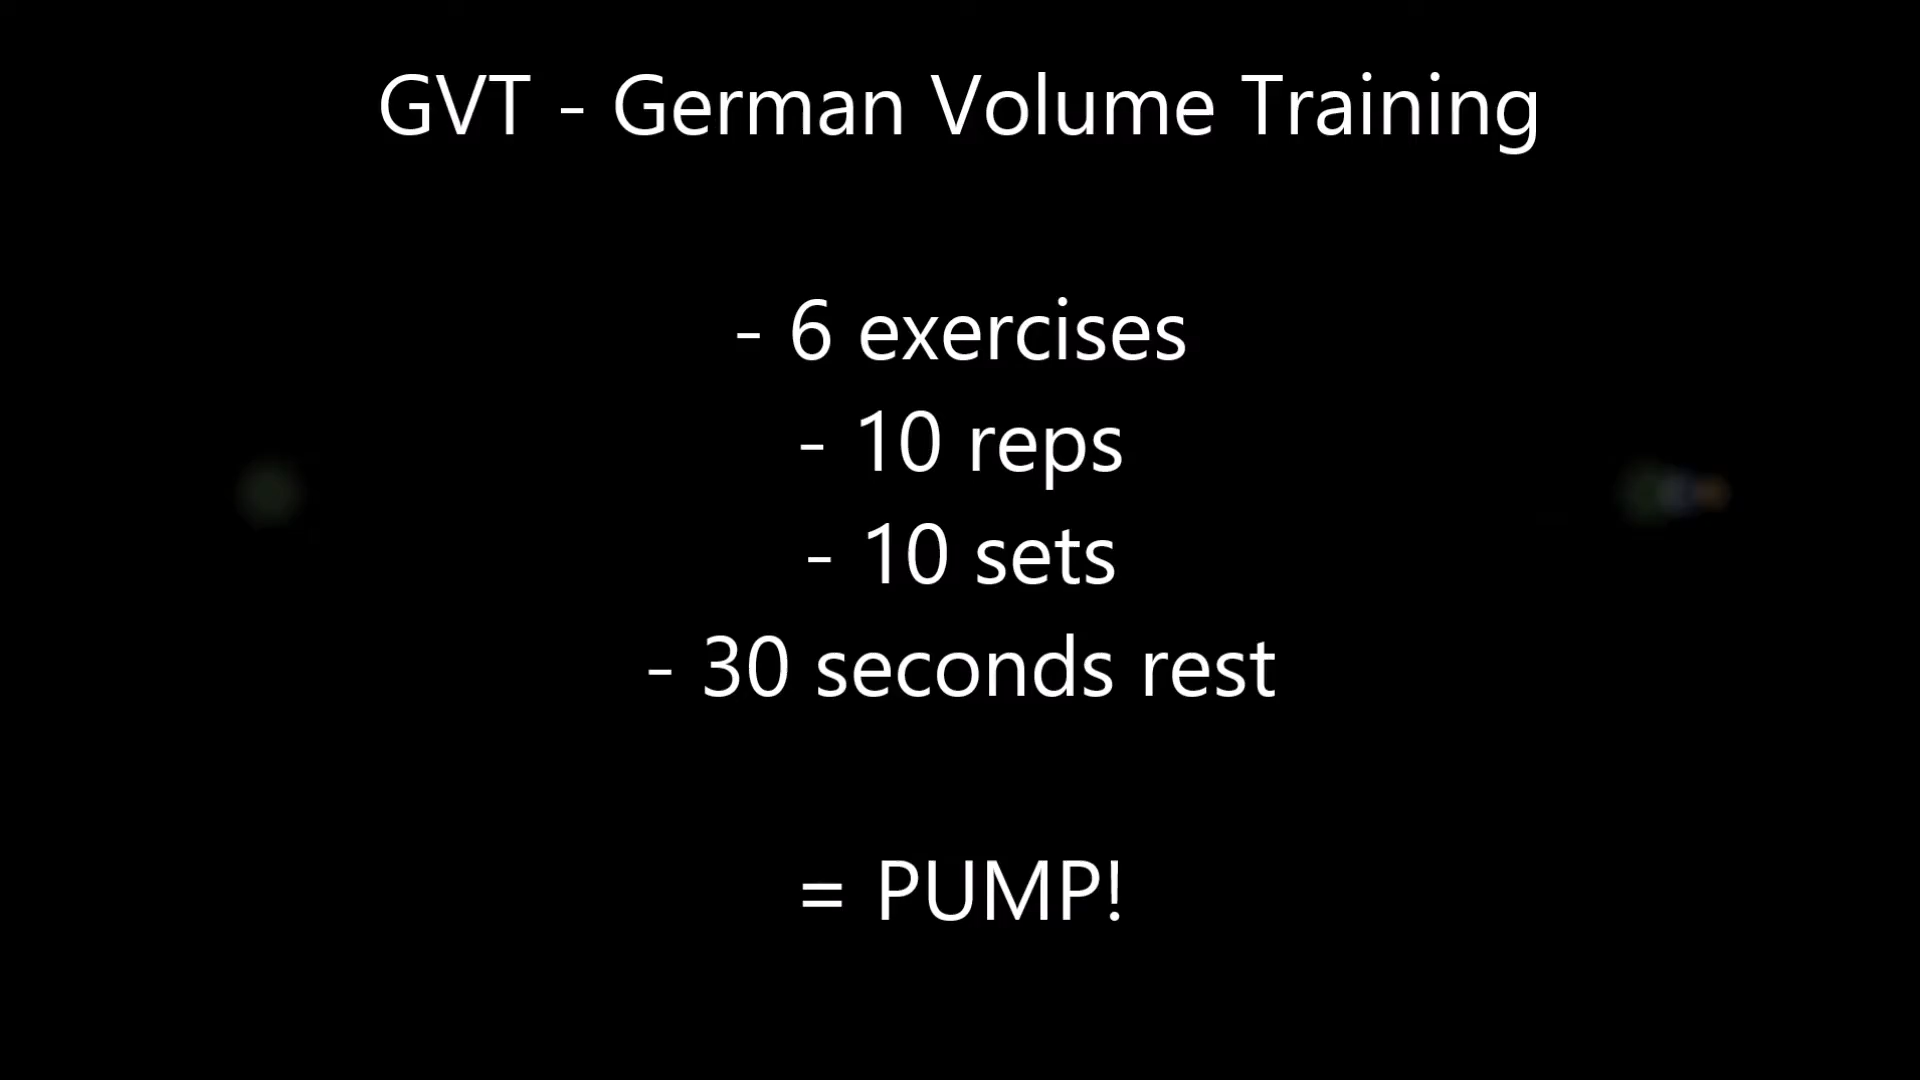 GVT - German Volume Training
- 6 exercises
- 10 reps
- 10 sets
- 30 seconds rest
= PUMP!